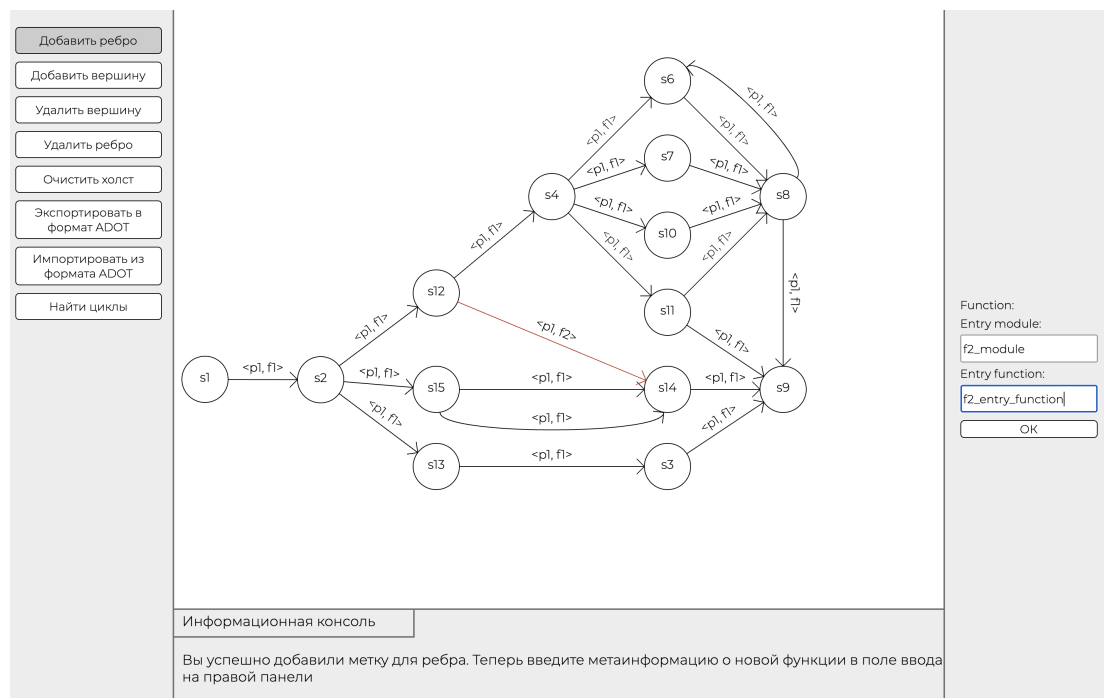 Добавить ребро
Добавить вершину
Удалить вершину
Удалить ребро
Очистить холст
Экспортировать в
формат ADOT
Импортировать из
формата ADOT
Найти циклы
s6
<p1, f1>
<p1, f1>
<p1, f1>
s7
<p1, f1>
<p1, f1>
s4
s8
<p1, f1>
<p1, f1>
s10
<p1, f1>
<p1, f1>
<p1, f1>
s12
<p1, f1>
s11
<p1, f1>
<p1, f2>
<p1, f1>
s1
<p1, f1>
s2
<p1, f1>
s15
<p1, f1>
s14
<p1, f1>
s9
<p1, f1>
<p1, f1>
<p1, f1>
s13
<p1, f1>
s3
Function:
Entry module:
f2_module
Entry function:
f2_entry_function
OK
Информационная консоль
Вы успешно добавили метку для ребра. Теперь введите метаинформацию о новой функции в поле ввода
на правой панели